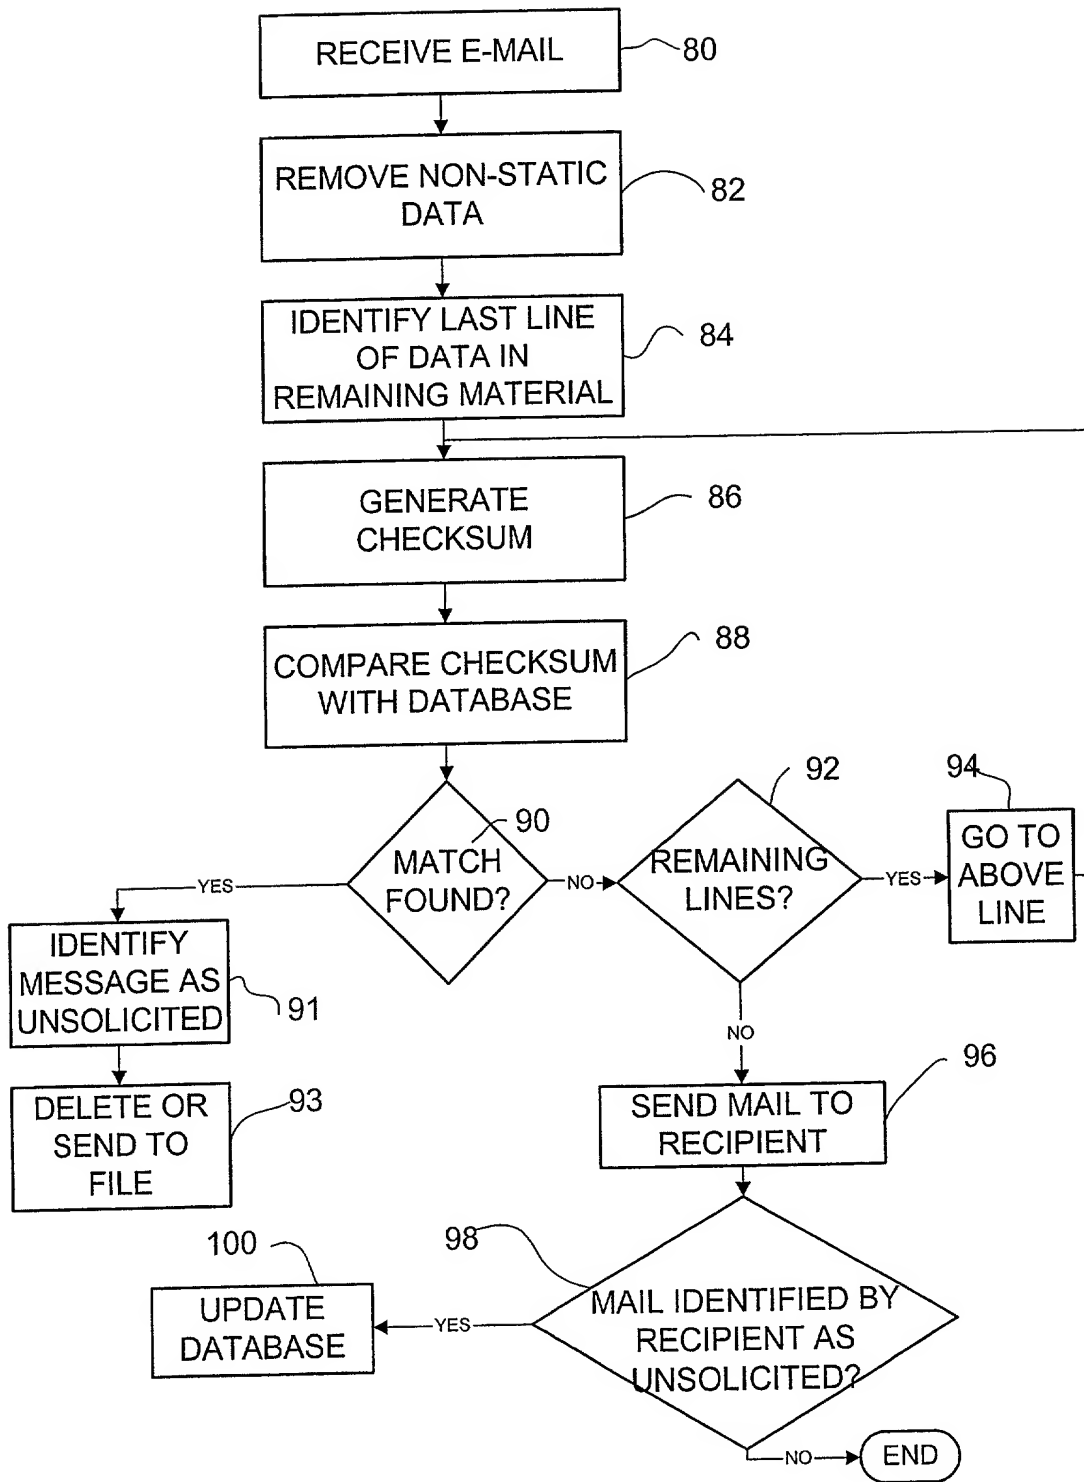 RECEIVE E-MAIL
80
REMOVE NON-STATIC
DATA
82
IDENTIFY LAST LINE
OF DATA IN
REMAINING MATERIAL
84
GENERATE
CHECKSUM
86
COMPARE CHECKSUM
WITH DATABASE
88
MATCH
FOUND?
90
YES
NO
REMAINING
LINES?
92
YES
GO TO
ABOVE
LINE
94
IDENTIFY
MESSAGE AS
UNSOLICITED
91
DELETE OR
SEND TO
FILE
93
NO
SEND MAIL TO
RECIPIENT
96
MAIL IDENTIFIED BY
RECIPIENT AS
UNSOLICITED?
98
YES
UPDATE
DATABASE
100
NO
END